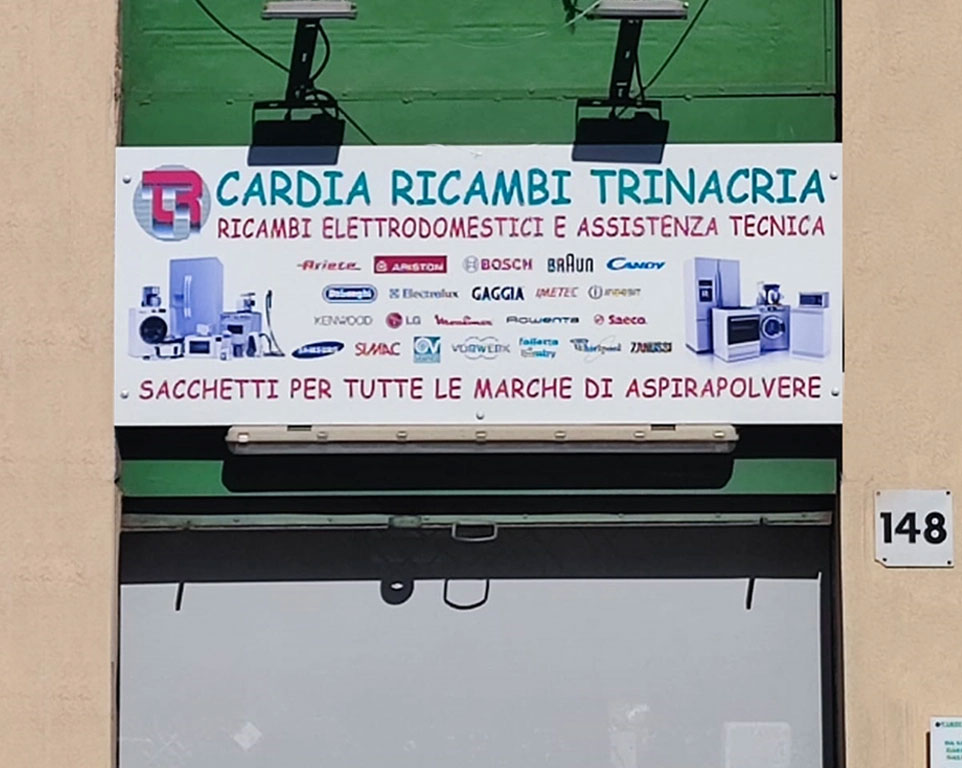 TR CARDIA RICAMBI TRINACRIA
RICAMBI ELETTRODOMESTICI E ASSISTENZA TECNICA
Ariete ARISTON BOSCH BRAUN CANDY
DeLonghi Electrolux GAGGIA IMETEC INDESIT
KENWOOD LG Moulinex ROWENTA Saeco
SAMSUNG SIMAC VORWERK Whirlpool ZANUSSI
SACCHETTI PER TUTTE LE MARCHE DI ASPIRAPOLVERE
148